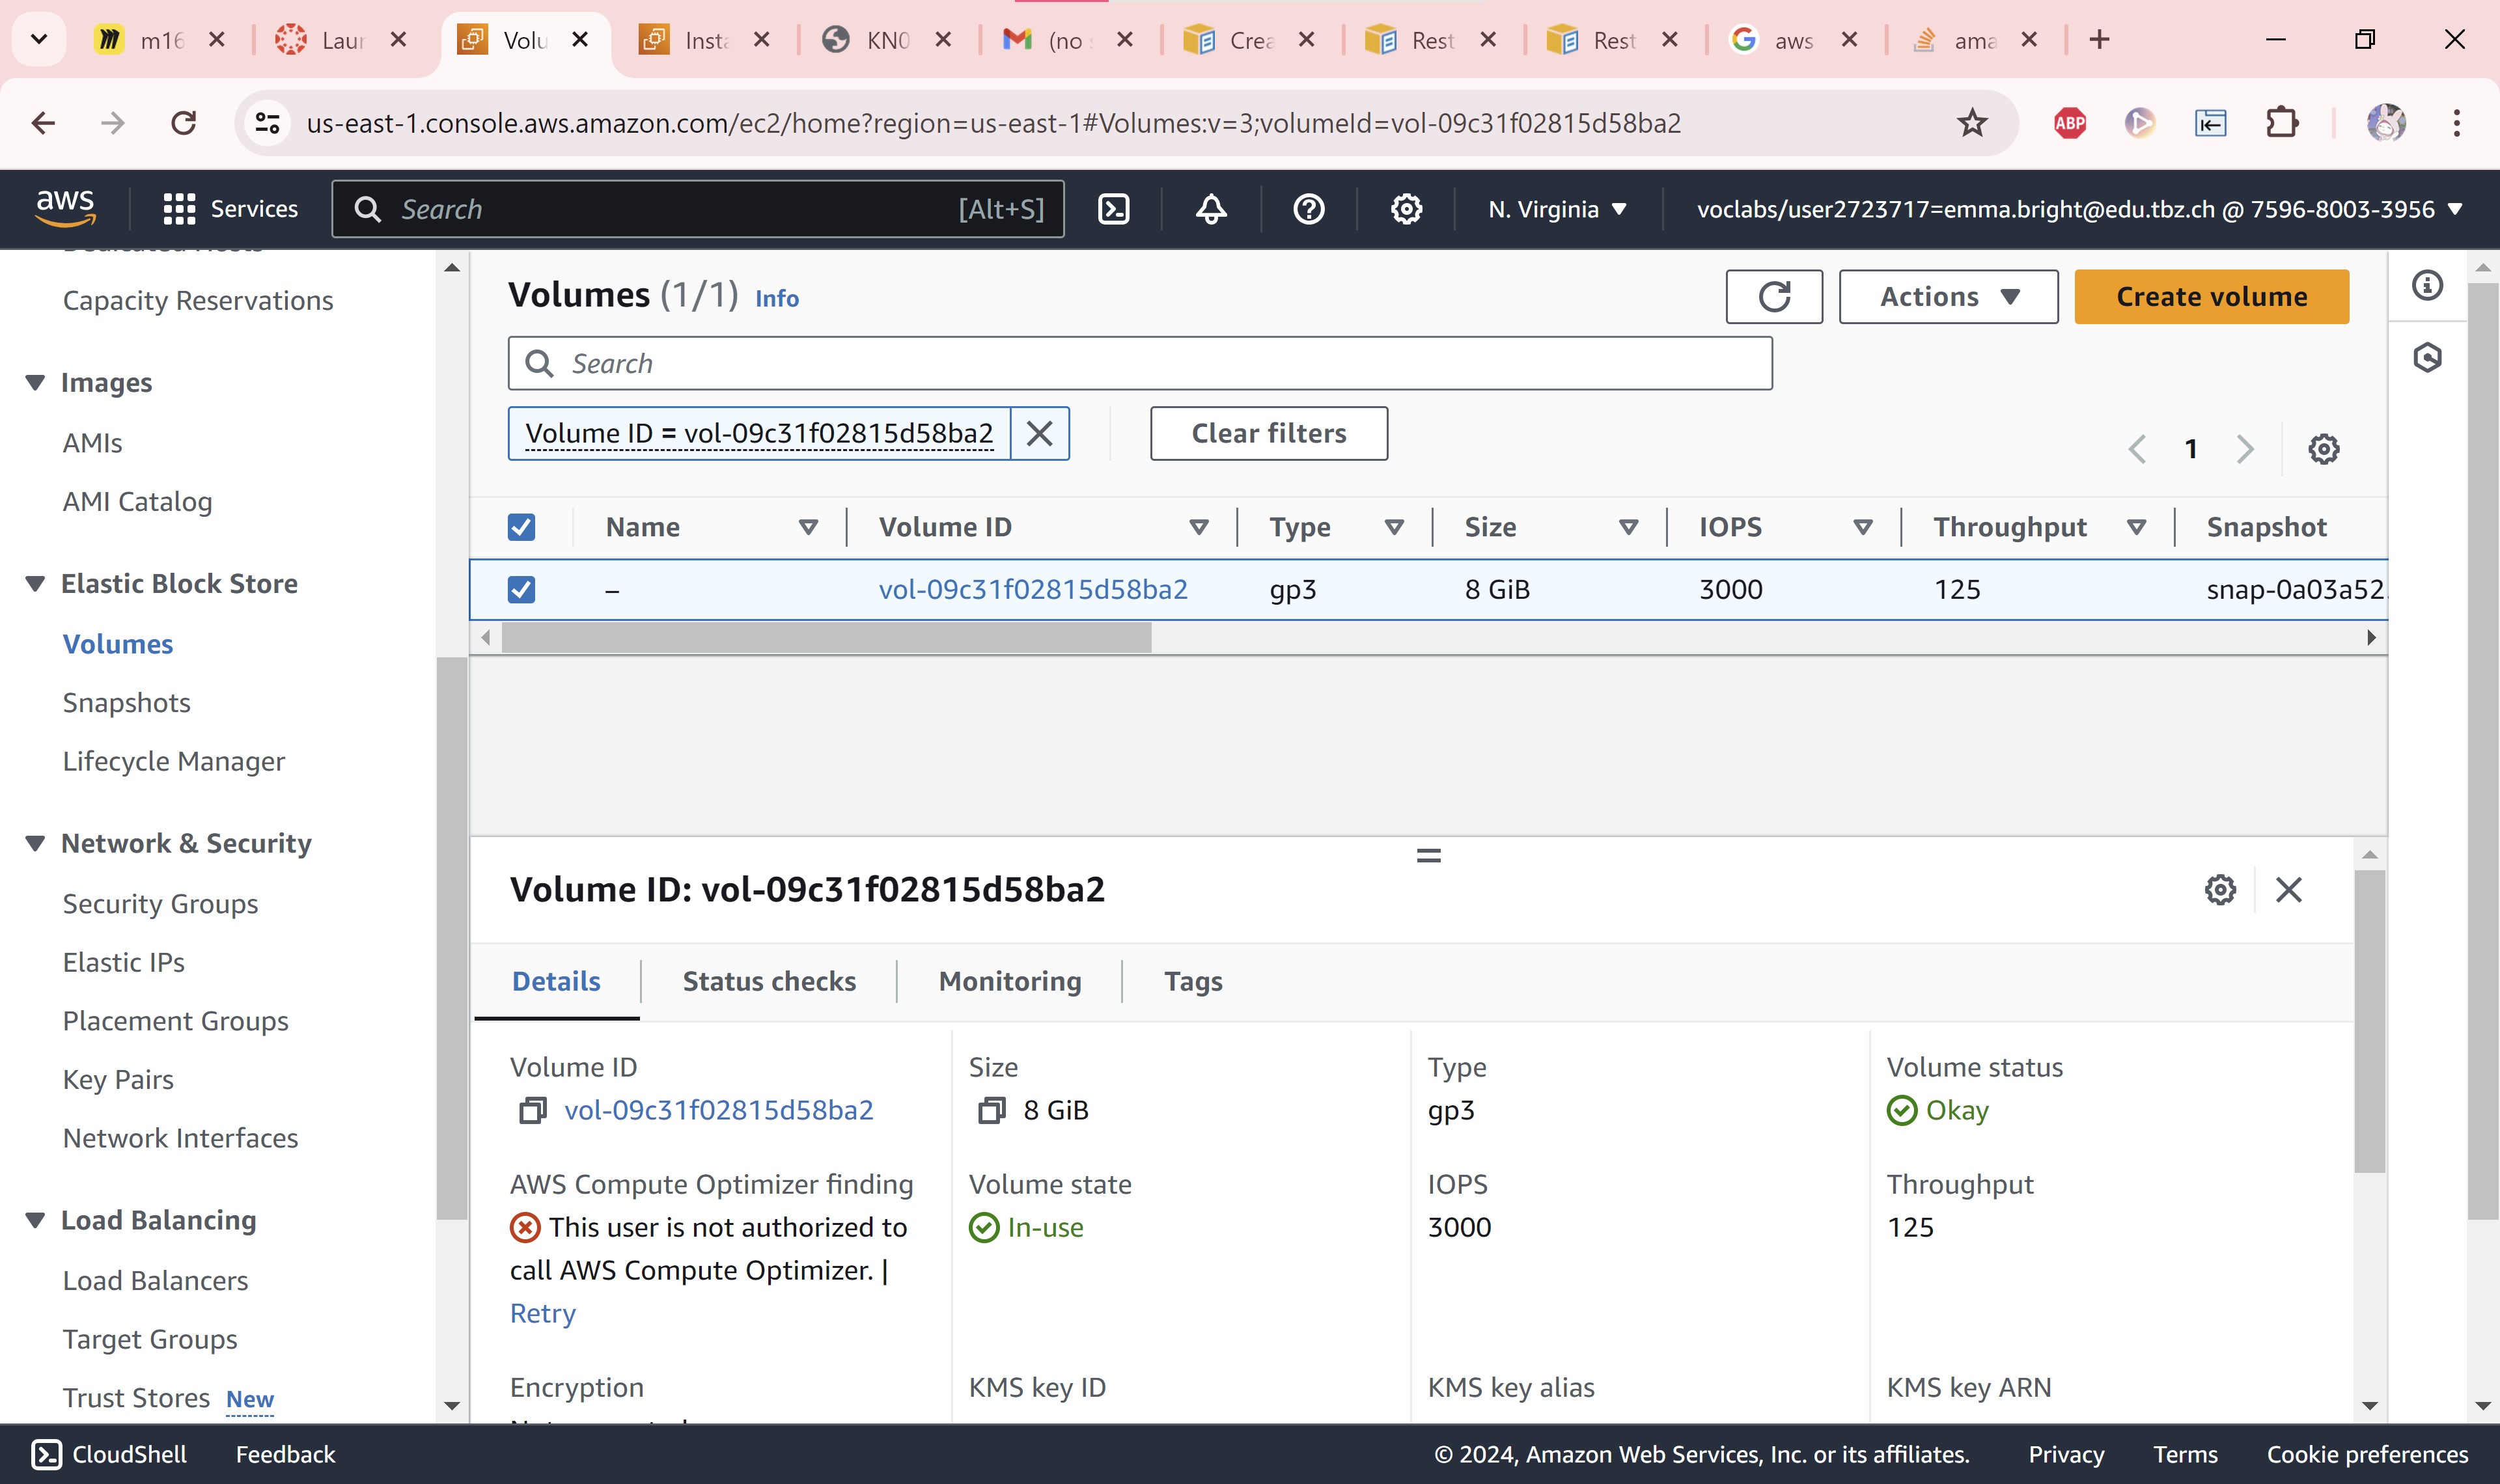 m16
Laun
Volu
Insta
KN0
(no s
Crea
Rest
Rest
aws
ama
us-east-1.console.aws.amazon.com/ec2/home?region=us-east-1#Volumes:v=3;volumeId=vol-09c31f02815d58ba2
ABP
aws
Services
Search
[Alt+S]
N. Virginia
voclabs/user2723717=emma.bright@edu.tbz.ch @ 7596-8003-3956
Capacity Reservations
Images
AMIs
AMI Catalog
Elastic Block Store
Volumes
Snapshots
Lifecycle Manager
Network & Security
Security Groups
Elastic IPs
Placement Groups
Key Pairs
Network Interfaces
Load Balancing
Load Balancers
Target Groups
Trust Stores New
Volumes (1/1) Info
Actions
Create volume
Search
Volume ID = vol-09c31f02815d58ba2
Clear filters
1
Name Volume ID Type Size IOPS Throughput Snapshot
– vol-09c31f02815d58ba2 gp3 8 GiB 3000 125 snap-0a03a52
Volume ID: vol-09c31f02815d58ba2
Details Status checks Monitoring Tags
Volume ID
vol-09c31f02815d58ba2
Size
8 GiB
Type
gp3
Volume status
Okay
AWS Compute Optimizer finding
This user is not authorized to
call AWS Compute Optimizer. |
Retry
Volume state
In-use
IOPS
3000
Throughput
125
Encryption
KMS key ID
KMS key alias
KMS key ARN
CloudShell
Feedback
© 2024, Amazon Web Services, Inc. or its affiliates.
Privacy
Terms
Cookie preferences